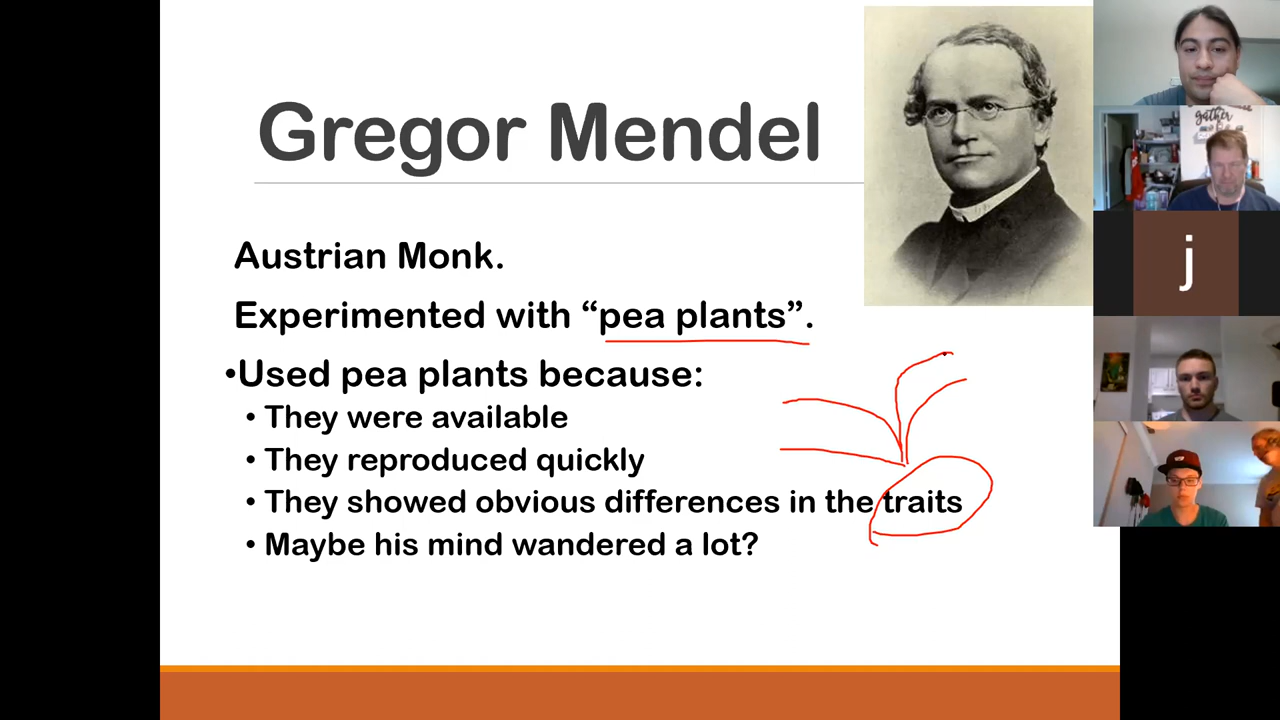 Gregor Mendel
Austrian Monk.
Experimented with “pea plants”.
•Used pea plants because:
• They were available
• They reproduced quickly
• They showed obvious differences in the traits
• Maybe his mind wandered a lot?
gather
j